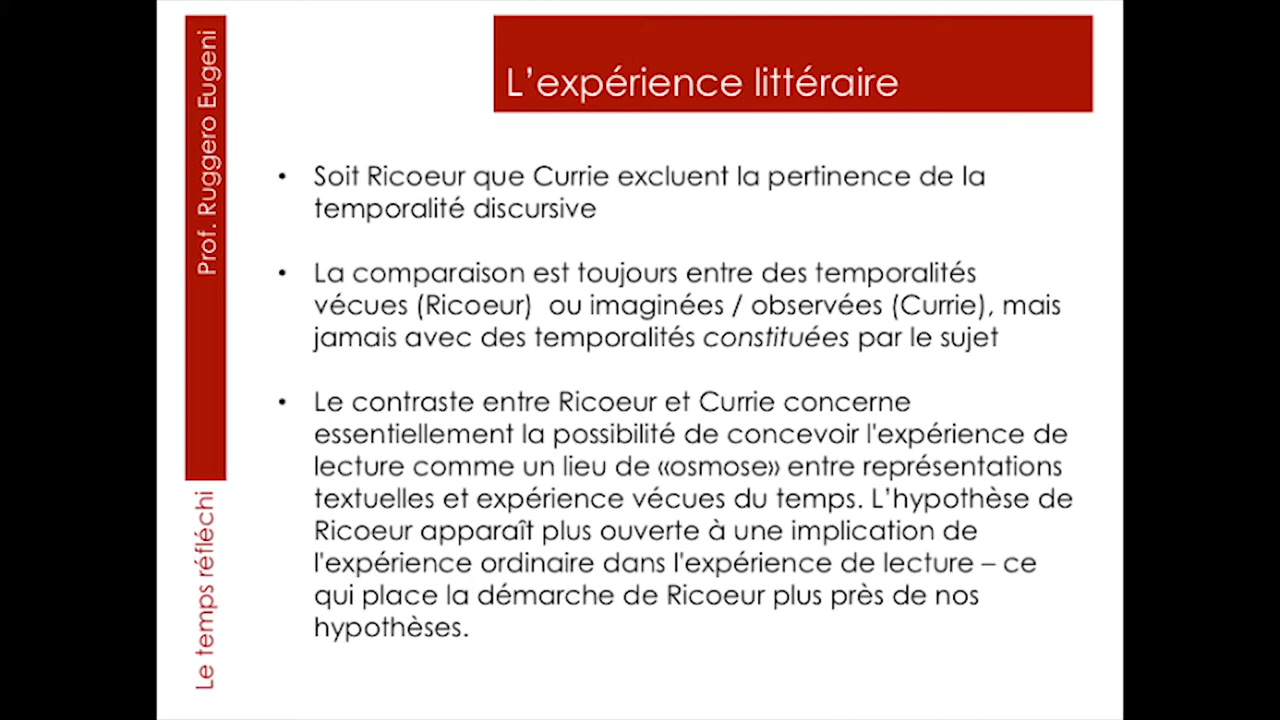 Prof. Ruggero Eugeni
Le temps réfléchi
L’expérience littéraire
• Soit Ricoeur que Currie excluent la pertinence de la
temporalité discursive
• La comparaison est toujours entre des temporalités
vécues (Ricoeur) ou imaginées / observées (Currie), mais
jamais avec des temporalités constituées par le sujet
• Le contraste entre Ricoeur et Currie concerne
essentiellement la possibilité de concevoir l'expérience de
lecture comme un lieu de «osmose» entre représentations
textuelles et expérience vécues du temps. L’hypothèse de
Ricoeur apparaît plus ouverte à une implication de
l'expérience ordinaire dans l'expérience de lecture – ce
qui place la démarche de Ricoeur plus près de nos
hypothèses.